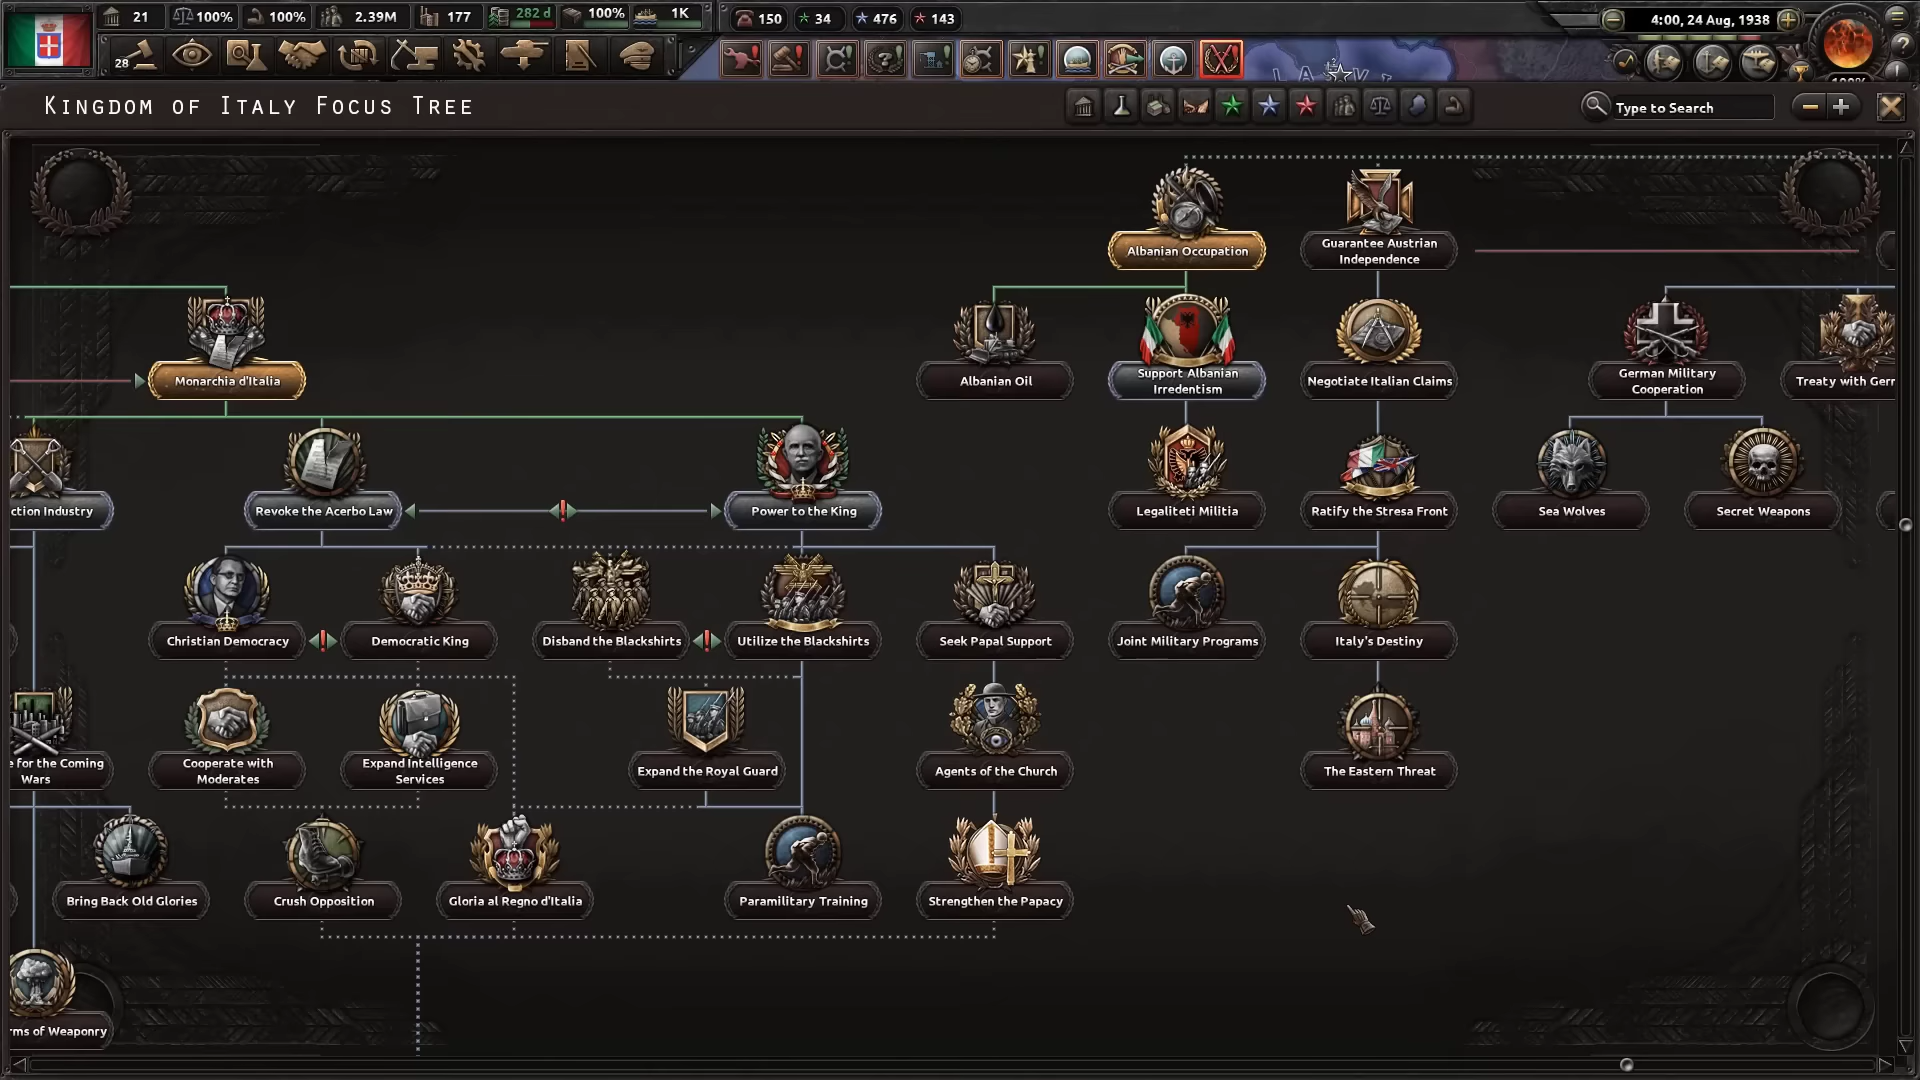 21
100%
100%
2.39M
177
282 d
100%
1K
150
34
476
143
4:00, 24 Aug, 1938
28
100%
Kingdom of Italy Focus Tree
Type to Search
Albanian Occupation
Guarantee Austrian
Independence
Monarchia d'Italia
Albanian Oil
Support Albanian
Irredentism
Negotiate Italian Claims
German Military
Cooperation
Treaty with Gern
ction Industry
Revoke the Acerbo Law
Power to the King
Legaliteti Militia
Ratify the Stresa Front
Sea Wolves
Secret Weapons
Christian Democracy
Democratic King
Disband the Blackshirts
Utilize the Blackshirts
Seek Papal Support
Joint Military Programs
Italy's Destiny
e for the Coming
Wars
Cooperate with
Moderates
Expand Intelligence
Services
Expand the Royal Guard
Agents of the Church
The Eastern Threat
Bring Back Old Glories
Crush Opposition
Gloria al Regno d'Italia
Paramilitary Training
Strengthen the Papacy
rms of Weaponry